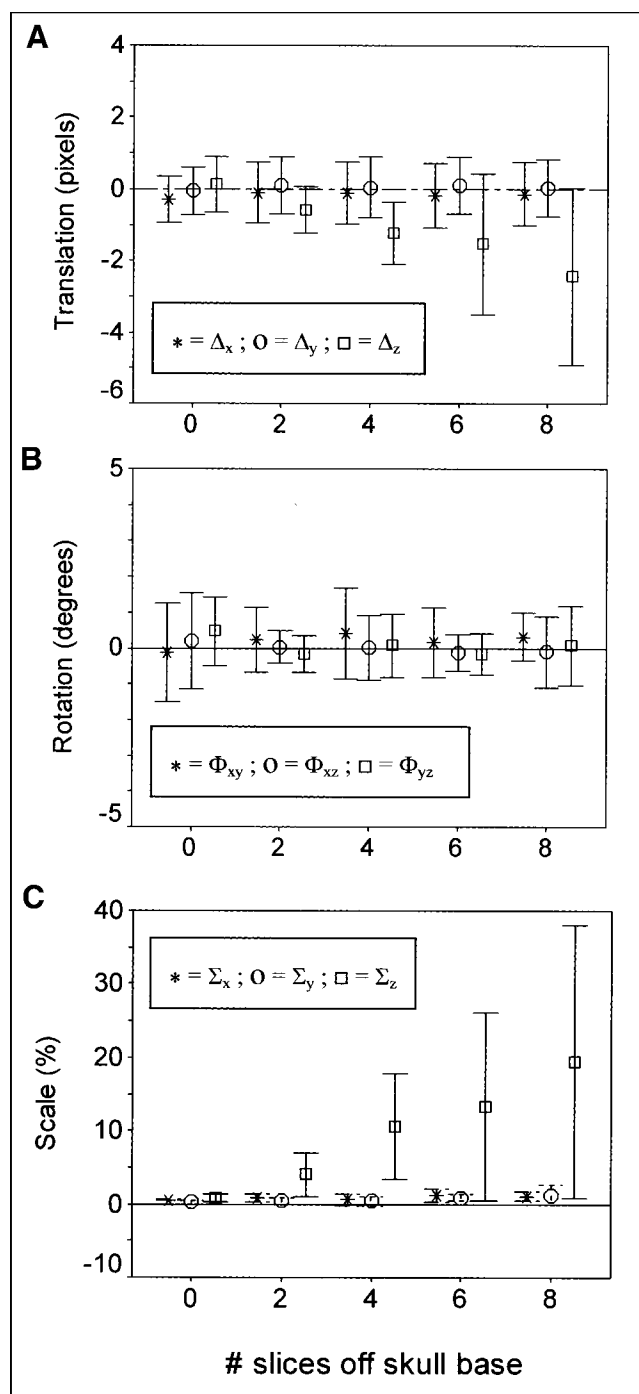 A
Translation (pixels)
4
2
0
-2
-4
-6
* = Δx ; O = Δy ; □ = Δz
0 2 4 6 8
B
Rotation (degrees)
5
0
-5
* = Φxy ; O = Φxz ; □ = Φyz
0 2 4 6 8
C
Scale (%)
40
30
20
10
0
-10
* = Σx ; O = Σy ; □ = Σz
0 2 4 6 8
# slices off skull base